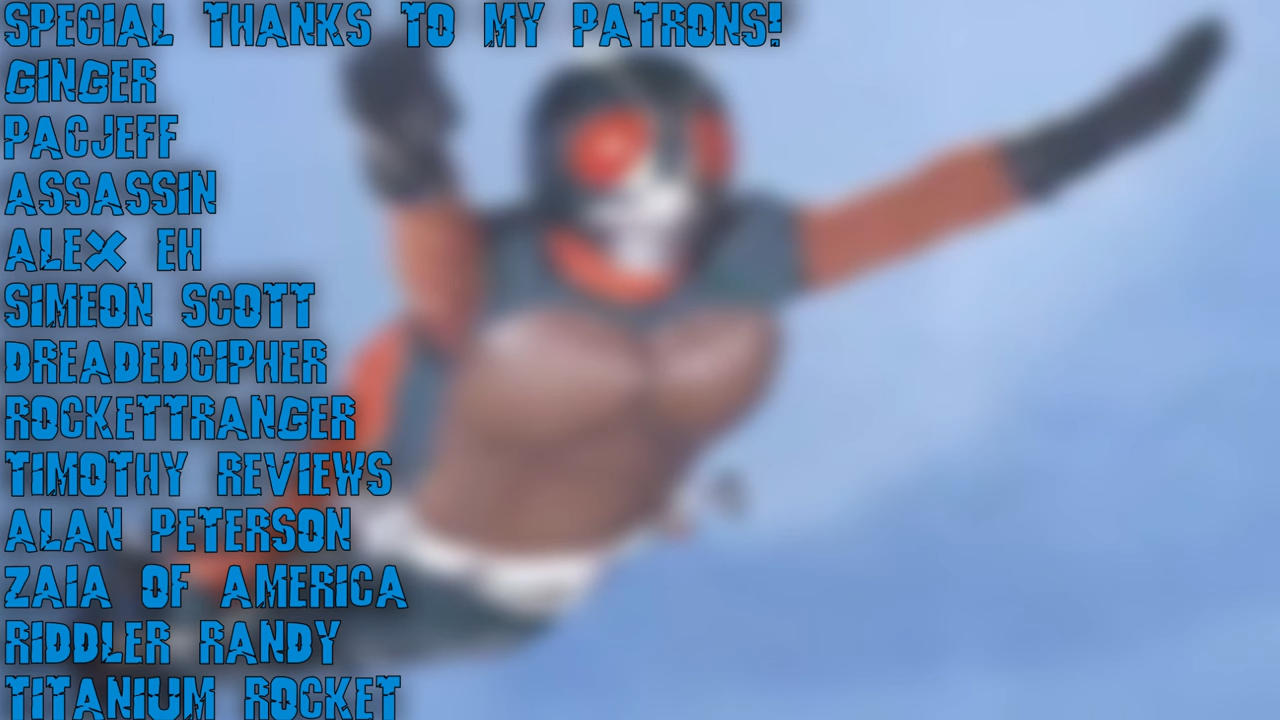 SPECIAL THANKS TO MY PATRONS!
GINGER
PACJEFF
ASSASSIN
ALEX EH
SIMEON SCOTT
DREADEDCIPHER
ROCKETTRANGER
TIMOTHY REVIEWS
ALAN PETERSON
ZAIA OF AMERICA
RIDDLER RANDY
TITANIUM ROCKET